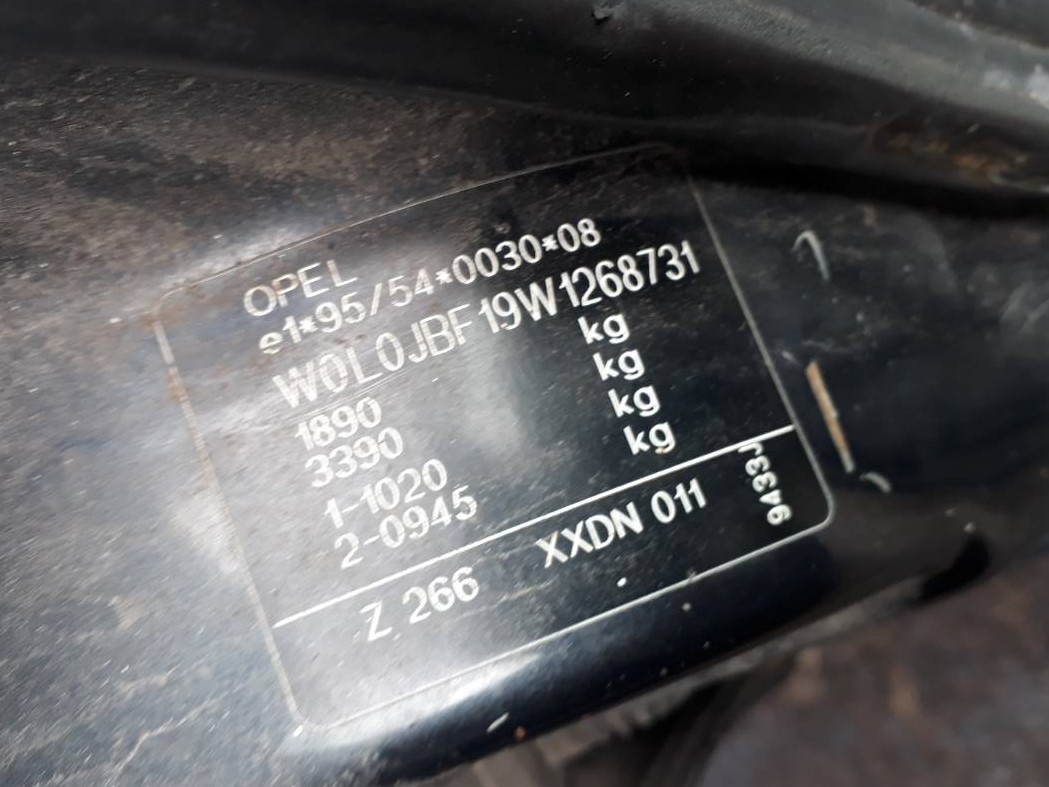 OPEL
e1*95/54*0030*08
W0L0JBF19W1268731
1890 kg
3390 kg
1-1020 kg
2-0945 kg
Z 266 XXDN 011
9433J